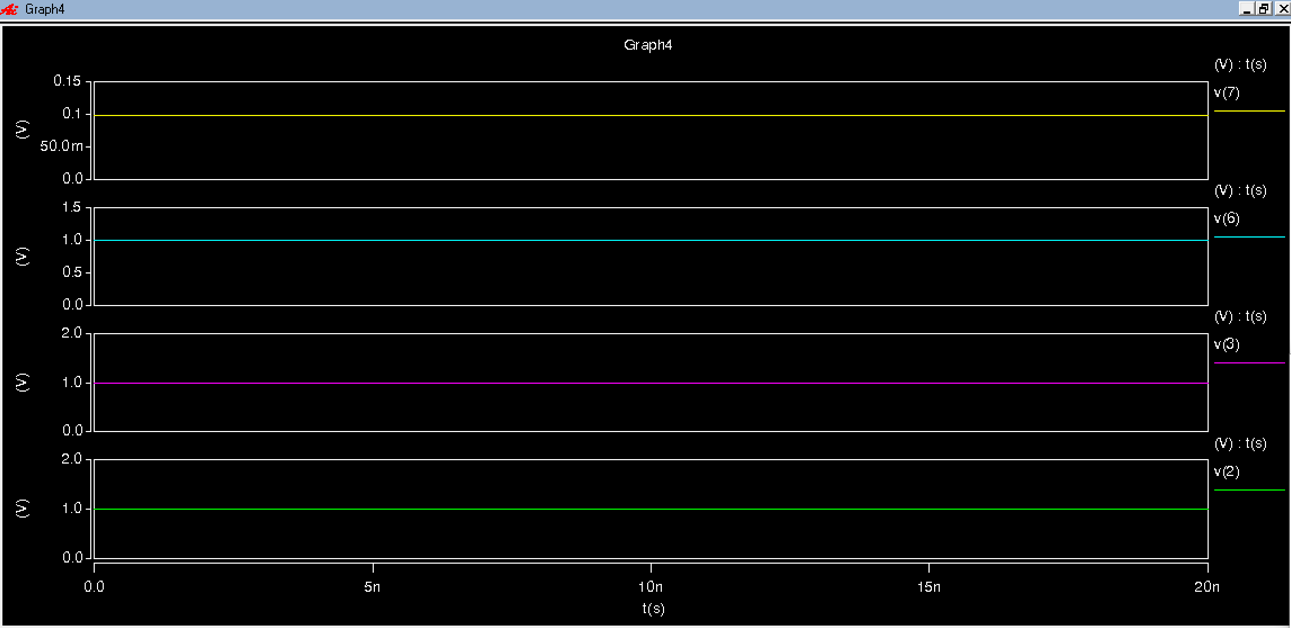 Graph4
Graph4
(V) : t(s)
v(7)
0.15
0.1
50.0m
0.0
(V)
(V) : t(s)
v(6)
1.5
1.0
0.5
0.0
(V)
(V) : t(s)
v(3)
2.0
1.0
0.0
(V)
(V) : t(s)
v(2)
2.0
1.0
0.0
(V)
0.0 5n 10n 15n 20n
t(s)